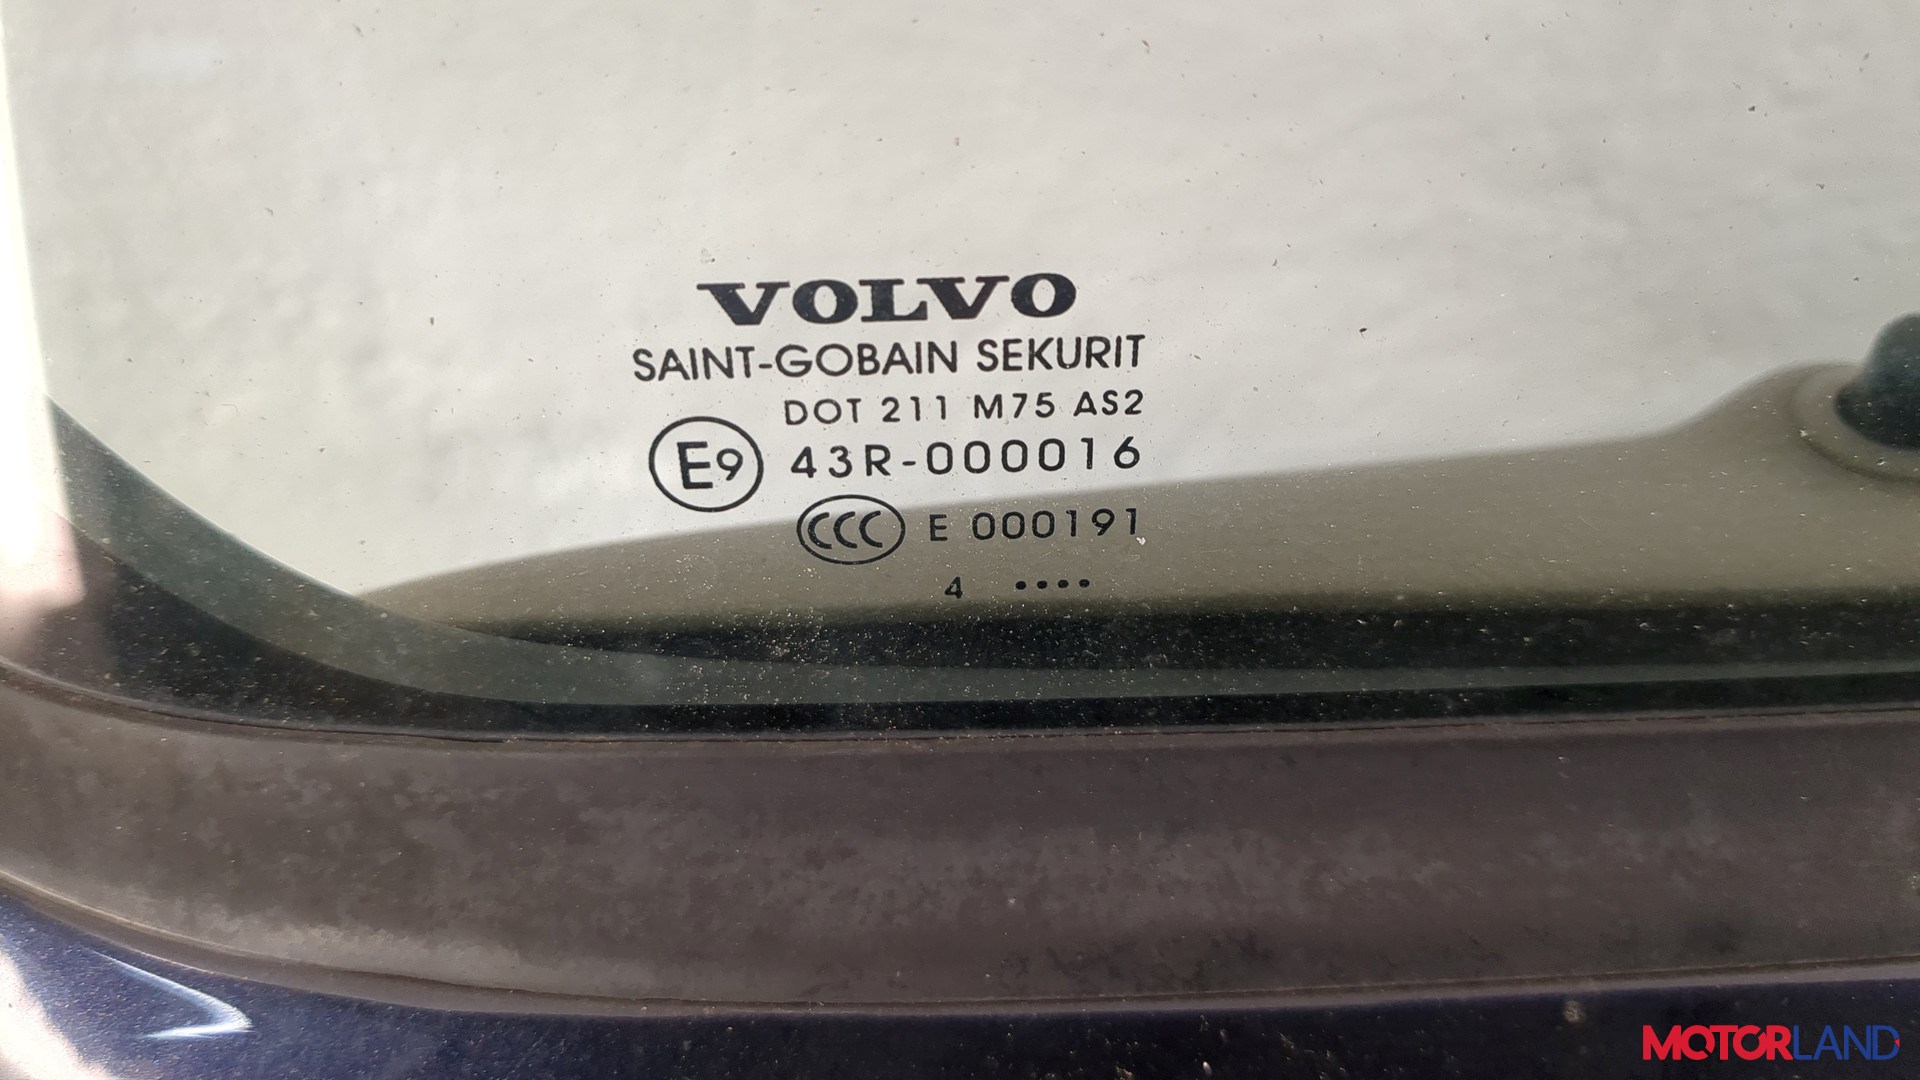 VOLVO
SAINT-GOBAIN SEKURIT
DOT 211 M75 AS2
E9 43R-000016
CCC E 000191
4 ••••
MOTORLAND